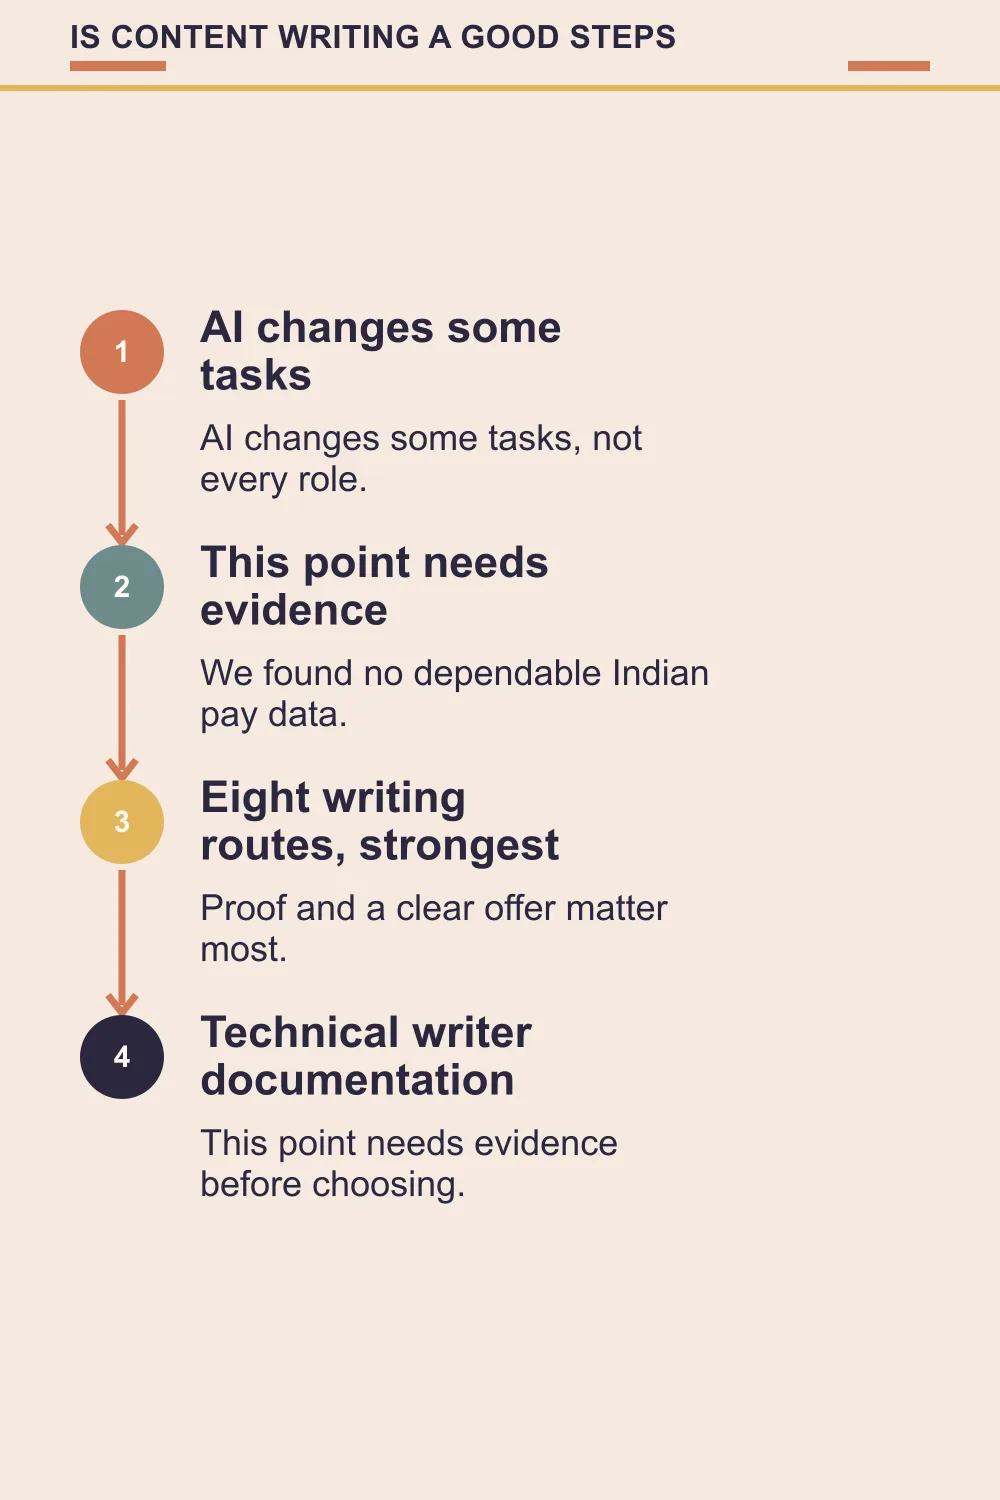 IS CONTENT WRITING A GOOD STEPS
1
AI changes some
tasks
AI changes some tasks, not
every role.
2
This point needs
evidence
We found no dependable Indian
pay data.
3
Eight writing
routes, strongest
Proof and a clear offer matter
most.
4
Technical writer
documentation
This point needs evidence
before choosing.